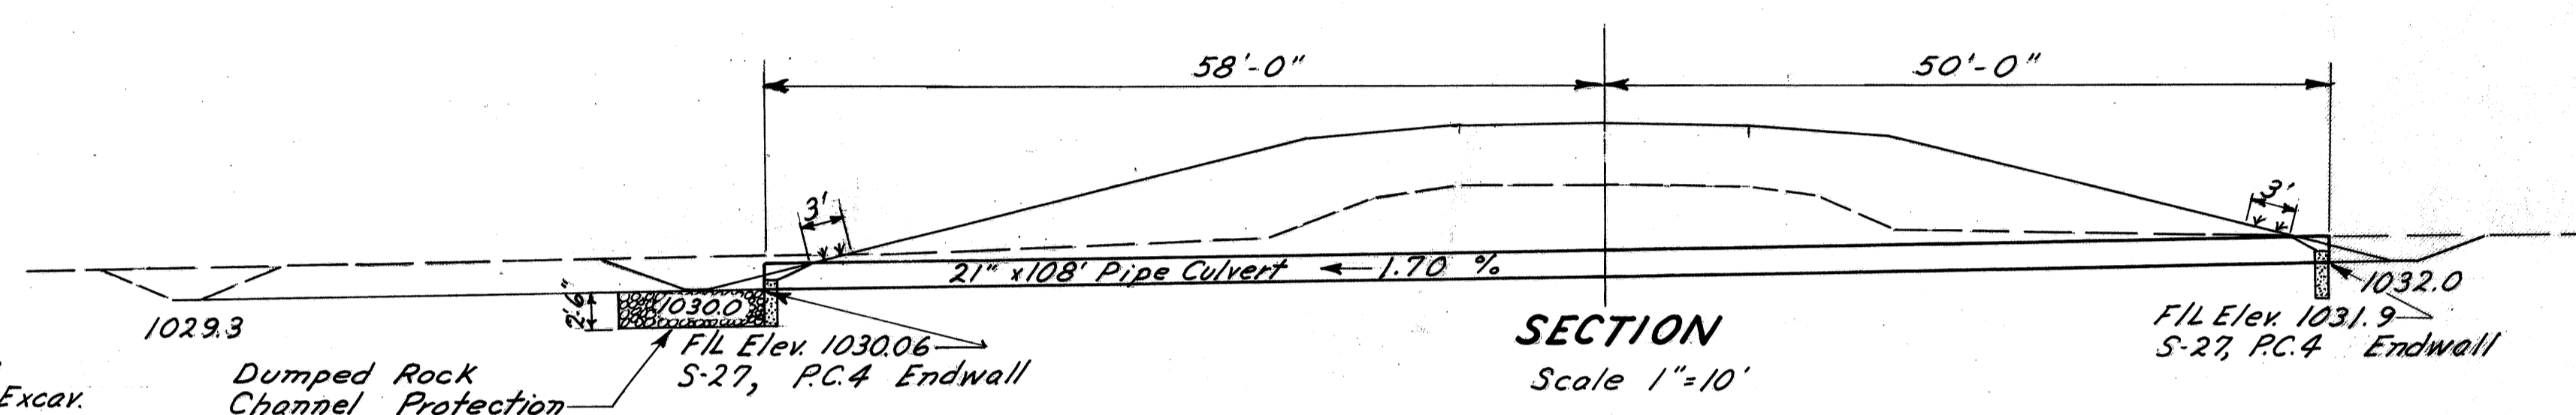 58'-0"
50'-0"
3'
3'
21" x108' Pipe Culvert ← 1.70 %
2'-6"
1030.0
1029.3
1032.0
F/L Elev. 1030.06
S-27, P.C.4 Endwall
SECTION
Scale 1"=10'
F/L Elev. 1031.9
S-27, P.C.4 Endwall
Dumped Rock
Channel Protection
Excav.